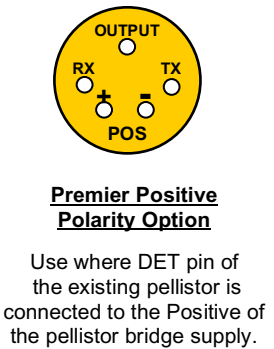 OUTPUT
RX TX
+ -
POS
Premier Positive
Polarity Option
Use where DET pin of
the existing pellistor is
connected to the Positive of
the pellistor bridge supply.